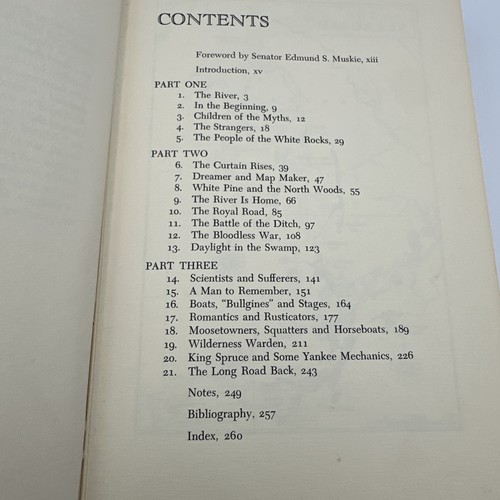 CONTENTS
Foreword by Senator Edmund S. Muskie, xiii
Introduction, xv
PART ONE
1. The River, 3
2. In the Beginning, 9
3. Children of the Myths, 12
4. The Strangers, 18
5. The People of the White Rocks, 29
PART TWO
6. The Curtain Rises, 39
7. Dreamer and Map Maker, 47
8. White Pine and the North Woods, 55
9. The River Is Home, 66
10. The Royal Road, 85
11. The Battle of the Ditch, 97
12. The Bloodless War, 108
13. Daylight in the Swamp, 123
PART THREE
14. Scientists and Sufferers, 141
15. A Man to Remember, 151
16. Boats, "Bullgines" and Stages, 164
17. Romantics and Rusticators, 177
18. Moosetowners, Squatters and Horseboats, 189
19. Wilderness Warden, 211
20. King Spruce and Some Yankee Mechanics, 226
21. The Long Road Back, 243
Notes, 249
Bibliography, 257
Index, 260